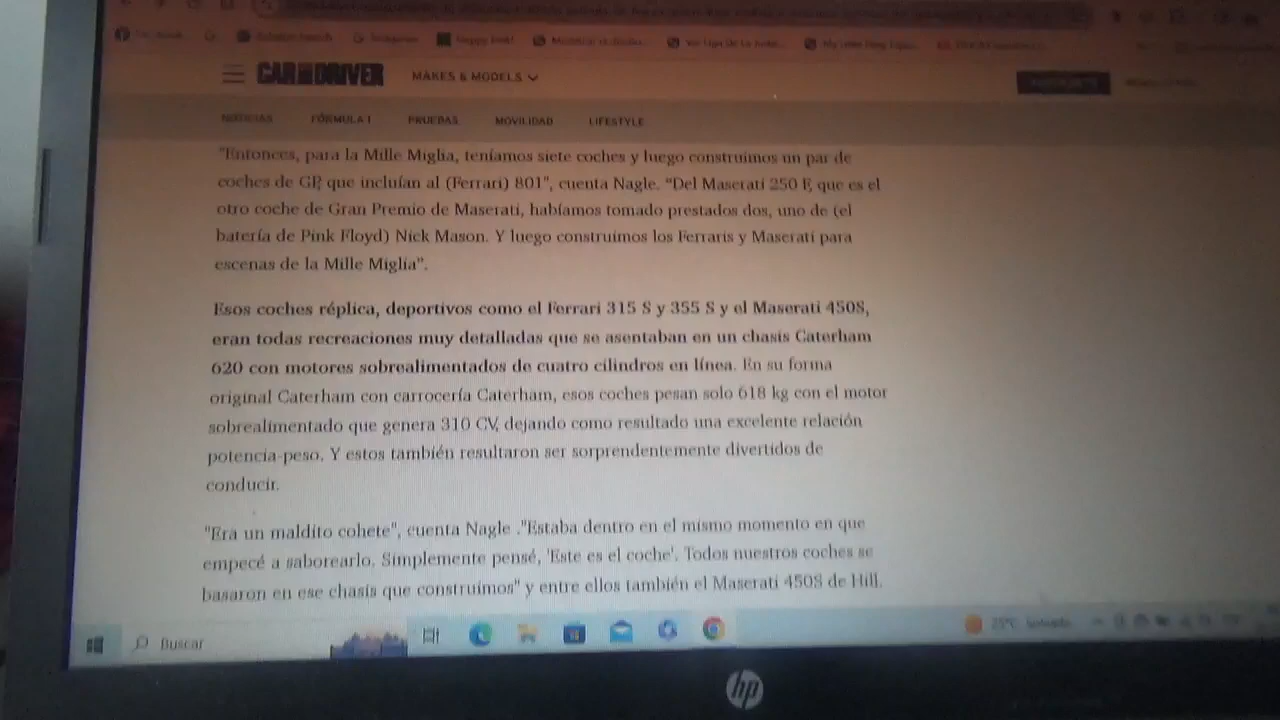 CAR AND DRIVER
MAKES & MODELS
NOTICIAS FÓRMULA 1 PRUEBAS MOVILIDAD LIFESTYLE
"Entonces, para la Mille Miglia, teníamos siete coches y luego construimos un par de
coches de GP, que incluían al (Ferrari) 801", cuenta Nagle. "Del Maserati 250 F, que es el
otro coche de Gran Premio de Maserati, habíamos tomado prestados dos, uno de (el
batería de Pink Floyd) Nick Mason. Y luego construimos los Ferraris y Maserati para
escenas de la Mille Miglia".
Esos coches réplica, deportivos como el Ferrari 315 S y 355 S y el Maserati 450S,
eran todas recreaciones muy detalladas que se asentaban en un chasis Caterham
620 con motores sobrealimentados de cuatro cilindros en línea. En su forma
original Caterham con carrocería Caterham, esos coches pesan solo 618 kg con el motor
sobrealimentado que genera 310 CV, dejando como resultado una excelente relación
potencia-peso. Y estos también resultaron ser sorprendentemente divertidos de
conducir.
"Era un maldito cohete", cuenta Nagle ."Estaba dentro en el mismo momento en que
empecé a saborearlo. Simplemente pensé, 'Este es el coche'. Todos nuestros coches se
basaron en ese chasis que construimos" y entre ellos también el Maserati 450S de Hill.
Buscar
25°C
hp